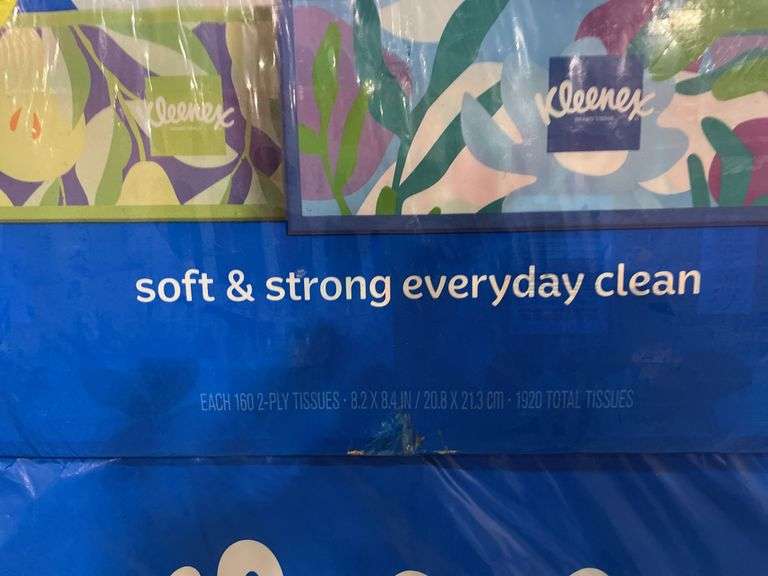 Kleenex
Kleenex
soft & strong everyday clean
EACH 160 2-PLY TISSUES · 8.2 X 8.4 IN / 20.8 X 21.3 cm · 1920 TOTAL TISSUES